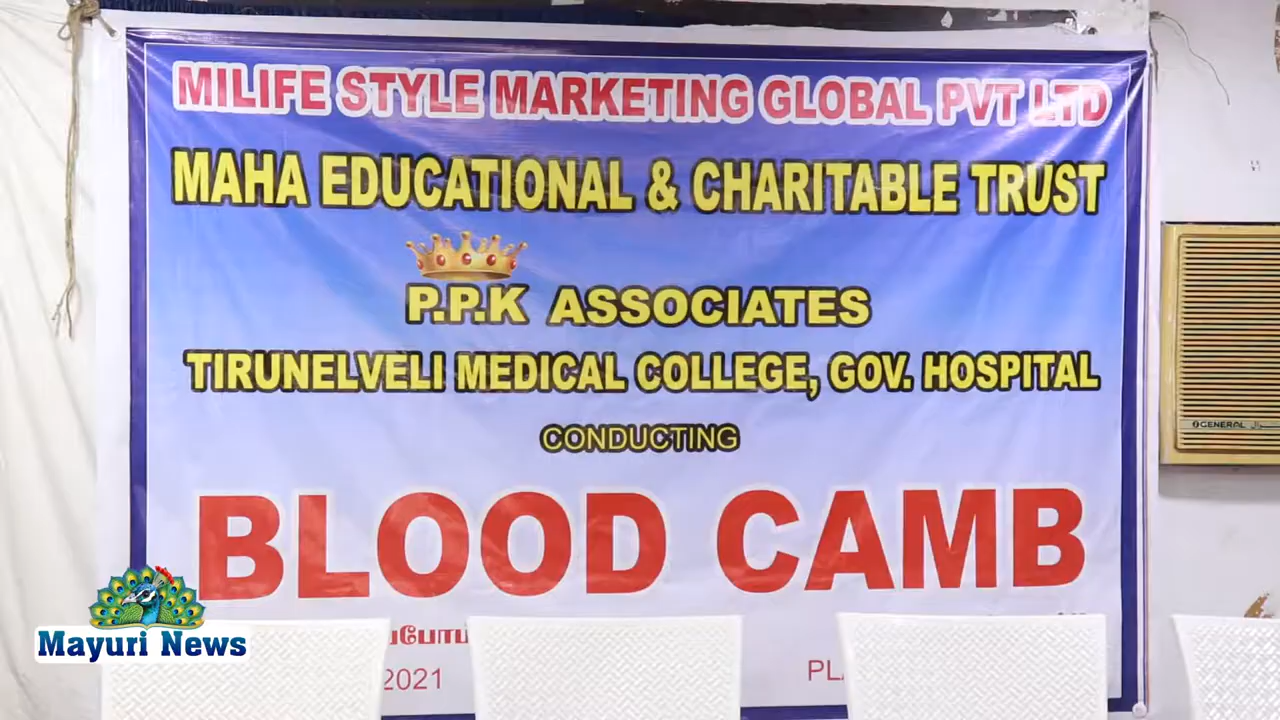 MILIFE STYLE MARKETING GLOBAL PVT LTD
MAHA EDUCATIONAL & CHARITABLE TRUST
P.P.K ASSOCIATES
TIRUNELVELI MEDICAL COLLEGE, GOV. HOSPITAL
CONDUCTING
BLOOD CAMB
2021
GENERAL
Mayuri News